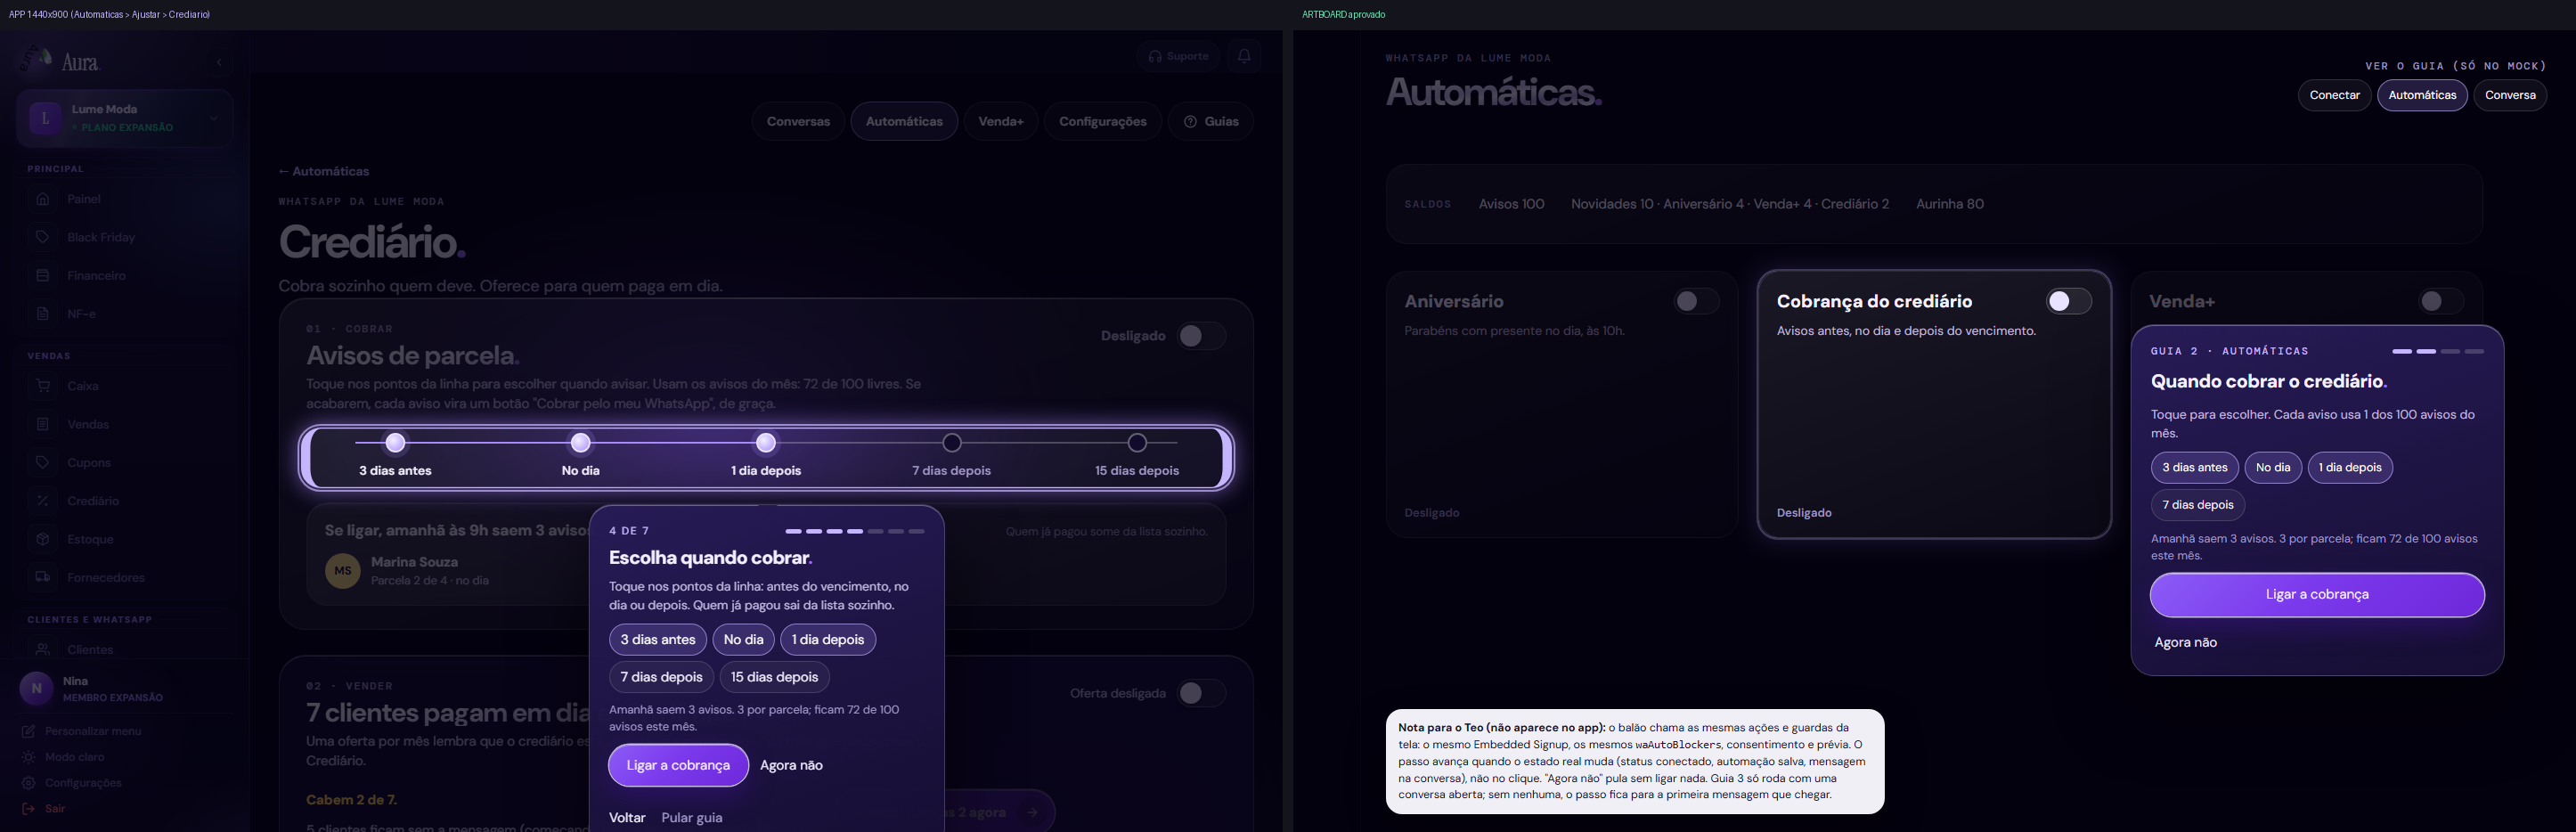 APP 1440x900 (Automaticas > Ajustar > Crediario)
Aura
Suporte
L
Lume Moda
PLANO EXPANSÃO
PRINCIPAL
Painel
Black Friday
Financeiro
NF-e
VENDAS
Caixa
Vendas
Cupons
Crediário
Estoque
Fornecedores
CLIENTES E WHATSAPP
Clientes
N
Nina
MEMBRO EXPANSÃO
Personalizar menu
Modo claro
Configurações
Sair
Conversas
Automáticas
Venda+
Configurações
Guias
← Automáticas
WHATSAPP DA LUME MODA
Crediário.
Cobra sozinho quem deve. Oferece para quem paga em dia.
01 · COBRAR
Desligado
Avisos de parcela.
Toque nos pontos da linha para escolher quando avisar. Usam os avisos do mês: 72 de 100 livres. Se
acabarem, cada aviso vira um botão "Cobrar pelo meu WhatsApp", de graça.
3 dias antes
No dia
1 dia depois
7 dias depois
15 dias depois
Se ligar, amanhã às 9h saem 3 avisos
Quem já pagou some da lista sozinho.
MS
Marina Souza
Parcela 2 de 4 · no dia
02 · VENDER
Oferta desligada
7 clientes pagam em dia
Uma oferta por mês lembra que o crediário
Crediário.
Cabem 2 de 7.
5 clientes ficam sem a mensagem
2 agora →
4 DE 7
Escolha quando cobrar.
Toque nos pontos da linha: antes do vencimento, no
dia ou depois. Quem já pagou sai da lista sozinho.
3 dias antes
No dia
1 dia depois
7 dias depois
15 dias depois
Amanhã saem 3 avisos. 3 por parcela; ficam 72 de 100
avisos este mês.
Ligar a cobrança
Agora não
Voltar
Pular guia
ARTBOARD aprovado
WHATSAPP DA LUME MODA
Automáticas.
VER O GUIA (SÓ NO MOCK)
Conectar
Automáticas
Conversa
SALDOS
Avisos 100
Novidades 10 · Aniversário 4 · Venda+ 4 · Crediário 2
Aurinha 80
Aniversário
Parabéns com presente no dia, às 10h.
Desligado
Cobrança do crediário
Avisos antes, no dia e depois do vencimento.
Desligado
Venda+
GUIA 2 · AUTOMÁTICAS
Quando cobrar o crediário.
Toque para escolher. Cada aviso usa 1 dos 100 avisos do
mês.
3 dias antes
No dia
1 dia depois
7 dias depois
Amanhã saem 3 avisos. 3 por parcela; ficam 72 de 100 avisos
este mês.
Ligar a cobrança
Agora não
Nota para o Teo (não aparece no app): o balão chama as mesmas ações e guardas da
tela: o mesmo Embedded Signup, os mesmos waAutoBlockers, consentimento e prévia. O
passo avança quando o estado real muda (status conectado, automação salva, mensagem
na conversa), não no clique. "Agora não" pula sem ligar nada. Guia 3 só roda com uma
conversa aberta; sem nenhuma, o passo fica para a primeira mensagem que chegar.